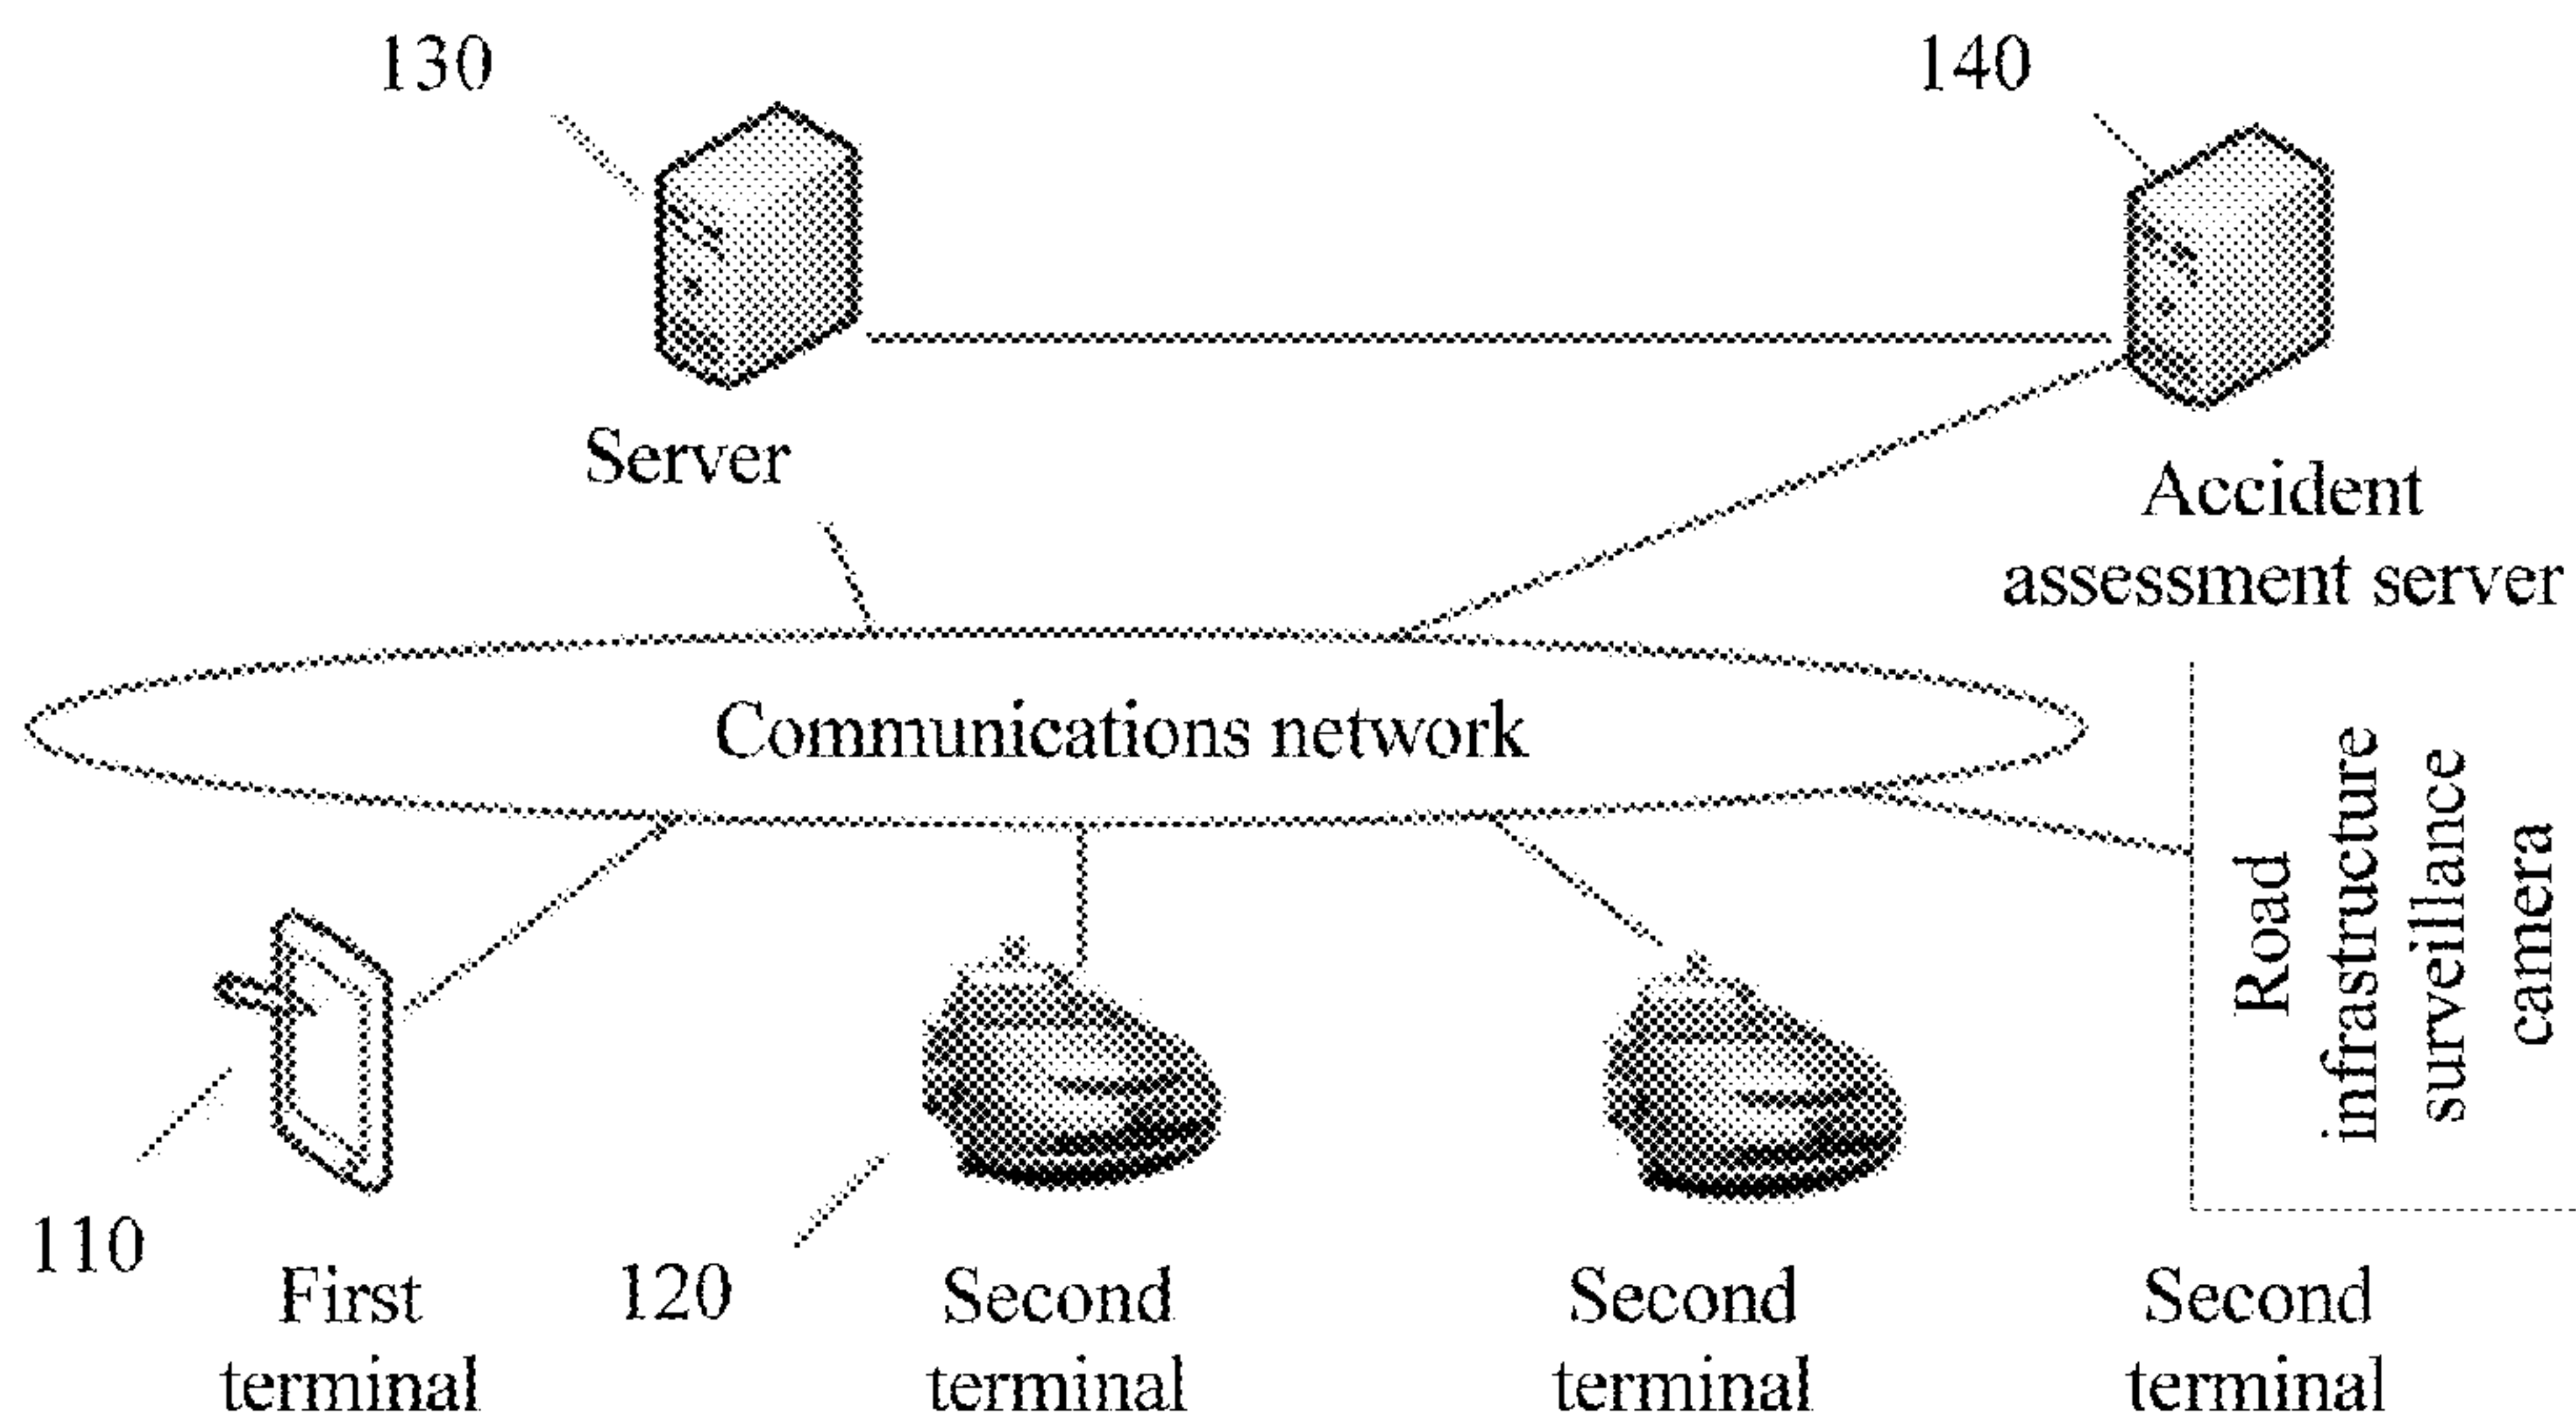 130
140
Server
Accident
assessment server
Communications network
Road
infrastructure
surveillance
camera
110
120
First
terminal
Second
terminal
Second
terminal
Second
terminal